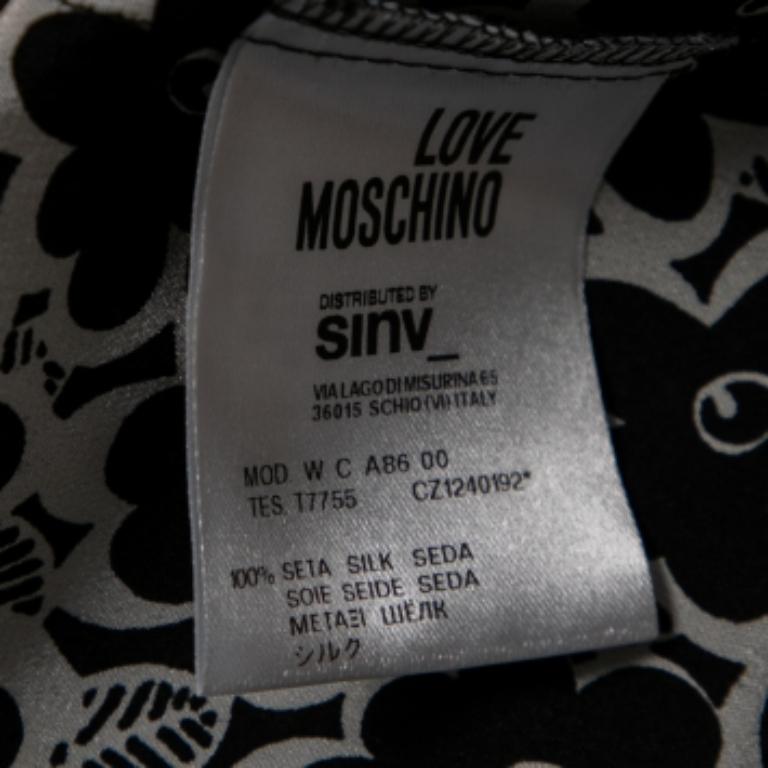 LOVE
MOSCHINO
DISTRIBUTED BY
sinv_
VIA LAGO DI MISURINA 65
36015 SCHIO (VI) ITALY
MOD. W C A86 00
TES. T7755 CZ1240192*
100% SETA SILK SEDA
SOIE SEIDE SEDA
ΜΕΤΑΞΙ ШЁЛК
シルク